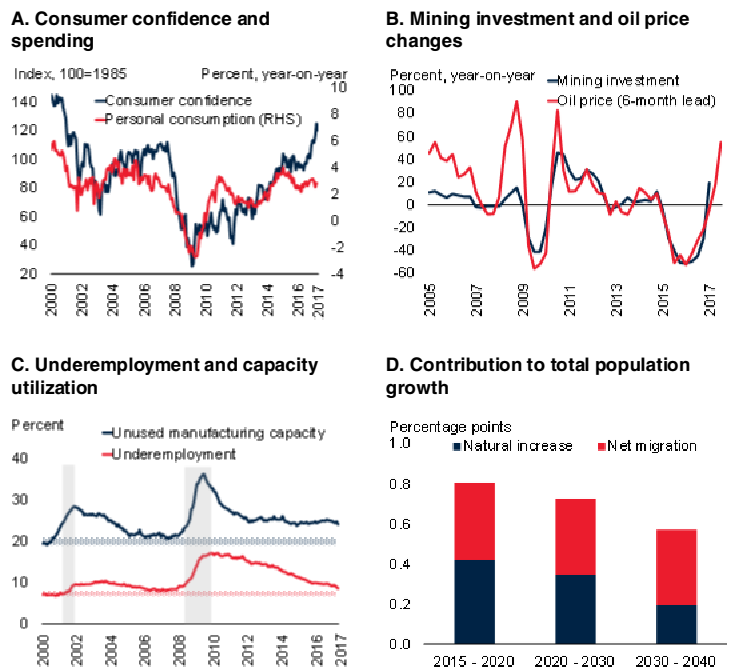 A. Consumer confidence and
spending
Index, 100=1985
Percent, year-on-year
Consumer confidence
Personal consumption (RHS)
140
120
100
80
60
40
20
10
8
6
4
2
0
-2
-4
2000
2002
2004
2006
2008
2010
2012
2014
2016
2017
B. Mining investment and oil price
changes
Percent, year-on-year
Mining investment
Oil price (6-month lead)
100
80
60
40
20
0
-20
-40
-60
2005
2007
2009
2011
2013
2015
2017
C. Underemployment and capacity
utilization
Percent
Unused manufacturing capacity
Underemployment
40
30
20
10
0
2000
2002
2004
2006
2008
2010
2012
2014
2016
2017
D. Contribution to total population
growth
Percentage points
Natural increase
Net migration
1.0
0.8
0.6
0.4
0.2
0.0
2015 - 2020
2020 - 2030
2030 - 2040